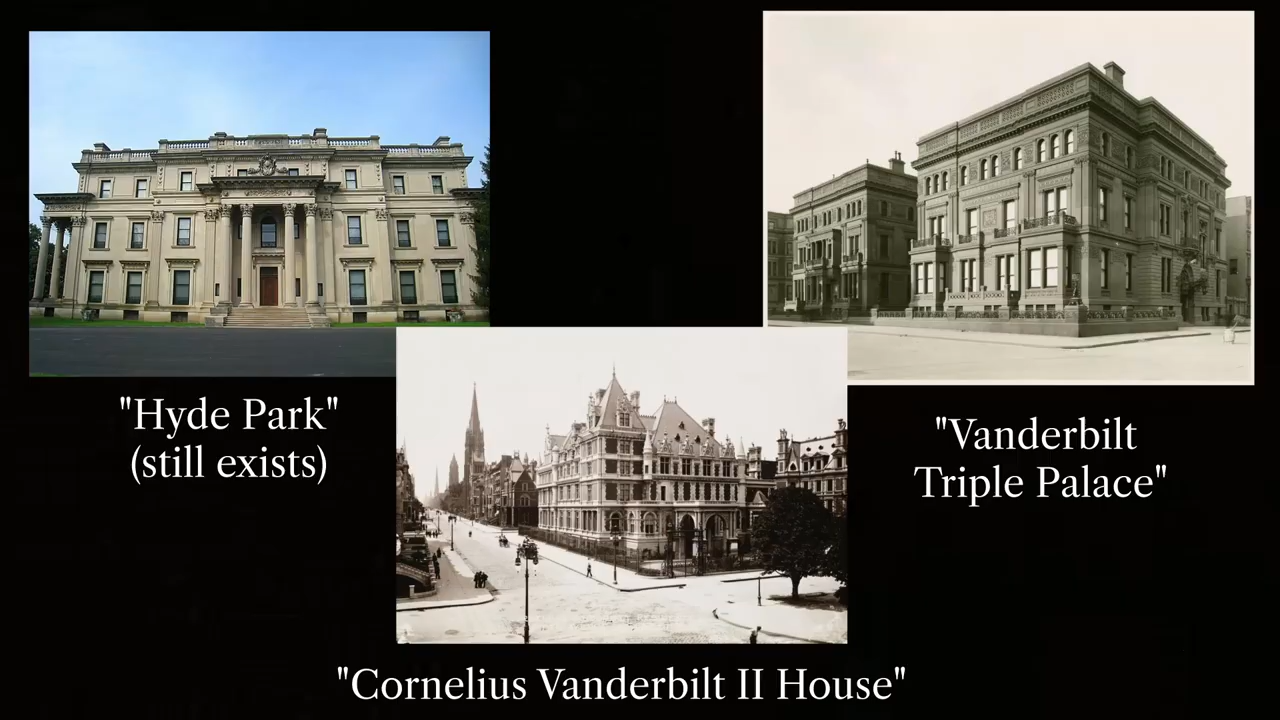 "Hyde Park"
(still exists)
"Vanderbilt
Triple Palace"
"Cornelius Vanderbilt II House"